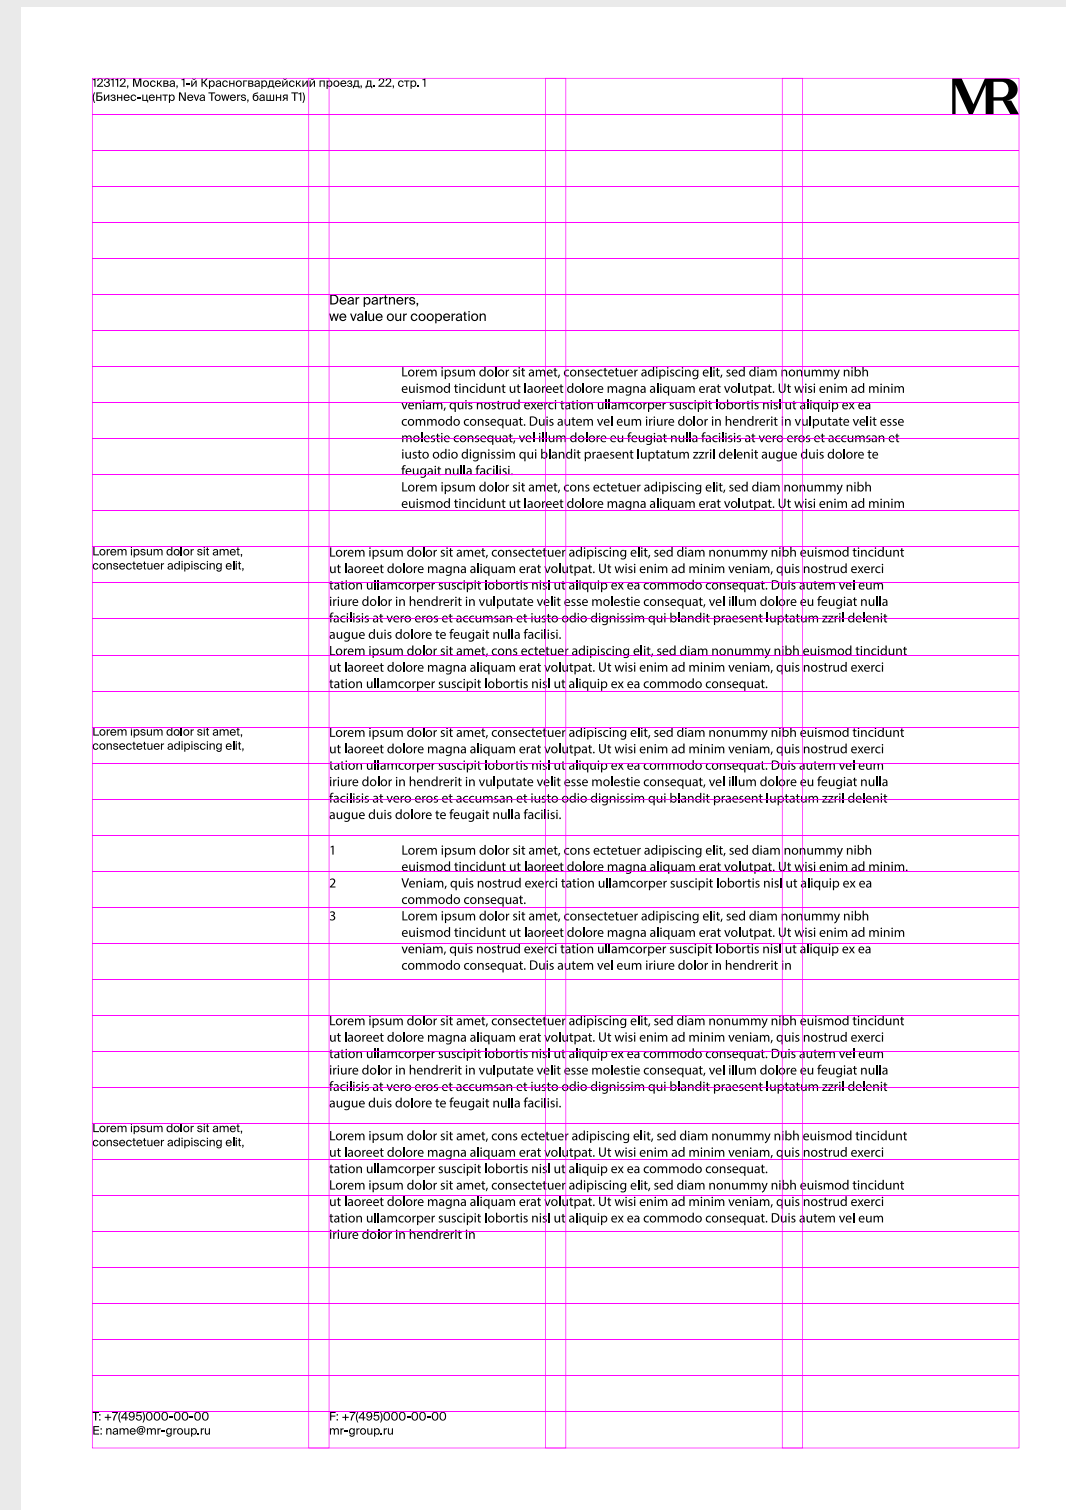 123112, Москва, 1-й Красногвардейский проезд, д. 22, стр. 1
(Бизнес-центр Neva Towers, башня Т1)
MR
Dear partners,
we value our cooperation
Lorem ipsum dolor sit amet, consectetuer adipiscing elit, sed diam nonummy nibh
euismod tincidunt ut laoreet dolore magna aliquam erat volutpat. Ut wisi enim ad minim
veniam, quis nostrud exerci tation ullamcorper suscipit lobortis nisl ut aliquip ex ea
commodo consequat. Duis autem vel eum iriure dolor in hendrerit in vulputate velit esse
molestie consequat, vel illum dolore eu feugiat nulla facilisis at vero eros et accumsan et
iusto odio dignissim qui blandit praesent luptatum zzril delenit augue duis dolore te
feugait nulla facilisi.
Lorem ipsum dolor sit amet, cons ectetuer adipiscing elit, sed diam nonummy nibh
euismod tincidunt ut laoreet dolore magna aliquam erat volutpat. Ut wisi enim ad minim
Lorem ipsum dolor sit amet,
consectetuer adipiscing elit,
Lorem ipsum dolor sit amet, consectetuer adipiscing elit, sed diam nonummy nibh euismod tincidunt
ut laoreet dolore magna aliquam erat volutpat. Ut wisi enim ad minim veniam, quis nostrud exerci
tation ullamcorper suscipit lobortis nisl ut aliquip ex ea commodo consequat. Duis autem vel eum
iriure dolor in hendrerit in vulputate velit esse molestie consequat, vel illum dolore eu feugiat nulla
facilisis at vero eros et accumsan et iusto odio dignissim qui blandit praesent luptatum zzril delenit
augue duis dolore te feugait nulla facilisi.
Lorem ipsum dolor sit amet, cons ectetuer adipiscing elit, sed diam nonummy nibh euismod tincidunt
ut laoreet dolore magna aliquam erat volutpat. Ut wisi enim ad minim veniam, quis nostrud exerci
tation ullamcorper suscipit lobortis nisl ut aliquip ex ea commodo consequat.
Lorem ipsum dolor sit amet,
consectetuer adipiscing elit,
Lorem ipsum dolor sit amet, consectetuer adipiscing elit, sed diam nonummy nibh euismod tincidunt
ut laoreet dolore magna aliquam erat volutpat. Ut wisi enim ad minim veniam, quis nostrud exerci
tation ullamcorper suscipit lobortis nisl ut aliquip ex ea commodo consequat. Duis autem vel eum
iriure dolor in hendrerit in vulputate velit esse molestie consequat, vel illum dolore eu feugiat nulla
facilisis at vero eros et accumsan et iusto odio dignissim qui blandit praesent luptatum zzril delenit
augue duis dolore te feugait nulla facilisi.
1 Lorem ipsum dolor sit amet, cons ectetuer adipiscing elit, sed diam nonummy nibh
euismod tincidunt ut laoreet dolore magna aliquam erat volutpat. Ut wisi enim ad minim.
2 Veniam, quis nostrud exerci tation ullamcorper suscipit lobortis nisl ut aliquip ex ea
commodo consequat.
3 Lorem ipsum dolor sit amet, consectetuer adipiscing elit, sed diam nonummy nibh
euismod tincidunt ut laoreet dolore magna aliquam erat volutpat. Ut wisi enim ad minim
veniam, quis nostrud exerci tation ullamcorper suscipit lobortis nisl ut aliquip ex ea
commodo consequat. Duis autem vel eum iriure dolor in hendrerit in
Lorem ipsum dolor sit amet, consectetuer adipiscing elit, sed diam nonummy nibh euismod tincidunt
ut laoreet dolore magna aliquam erat volutpat. Ut wisi enim ad minim veniam, quis nostrud exerci
tation ullamcorper suscipit lobortis nisl ut aliquip ex ea commodo consequat. Duis autem vel eum
iriure dolor in hendrerit in vulputate velit esse molestie consequat, vel illum dolore eu feugiat nulla
facilisis at vero eros et accumsan et iusto odio dignissim qui blandit praesent luptatum zzril delenit
augue duis dolore te feugait nulla facilisi.
Lorem ipsum dolor sit amet,
consectetuer adipiscing elit,
Lorem ipsum dolor sit amet, cons ectetuer adipiscing elit, sed diam nonummy nibh euismod tincidunt
ut laoreet dolore magna aliquam erat volutpat. Ut wisi enim ad minim veniam, quis nostrud exerci
tation ullamcorper suscipit lobortis nisl ut aliquip ex ea commodo consequat.
Lorem ipsum dolor sit amet, consectetuer adipiscing elit, sed diam nonummy nibh euismod tincidunt
ut laoreet dolore magna aliquam erat volutpat. Ut wisi enim ad minim veniam, quis nostrud exerci
tation ullamcorper suscipit lobortis nisl ut aliquip ex ea commodo consequat. Duis autem vel eum
iriure dolor in hendrerit in
T: +7(495)000-00-00
E: name@mr-group.ru
F: +7(495)000-00-00
mr-group.ru